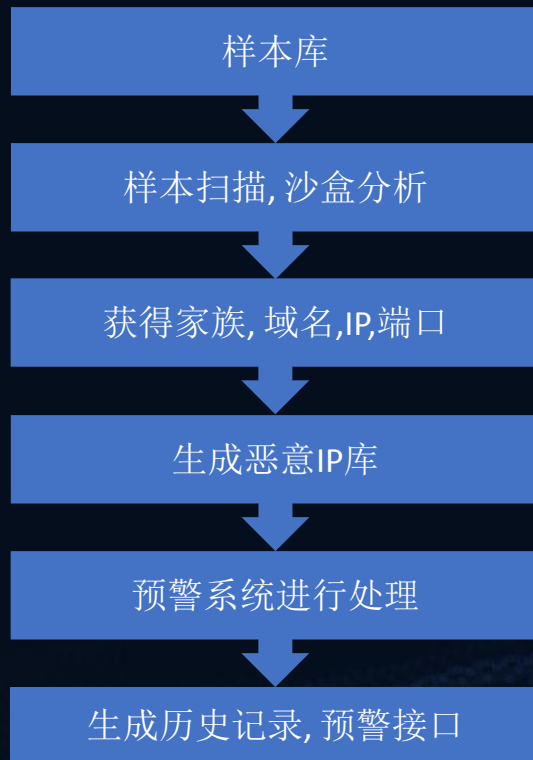 样本库
样本扫描, 沙盒分析
获得家族, 域名,IP,端口
生成恶意IP库
预警系统进行处理
生成历史记录, 预警接口